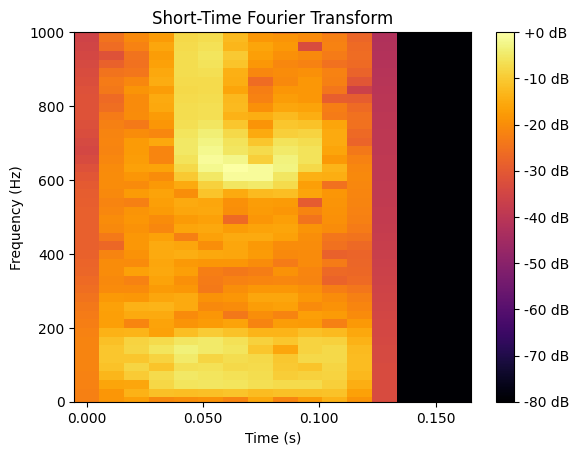 Short-Time Fourier Transform
1000
800
600
400
200
0
Frequency (Hz)
0.000
0.050
0.100
0.150
Time (s)
+0 dB
-10 dB
-20 dB
-30 dB
-40 dB
-50 dB
-60 dB
-70 dB
-80 dB